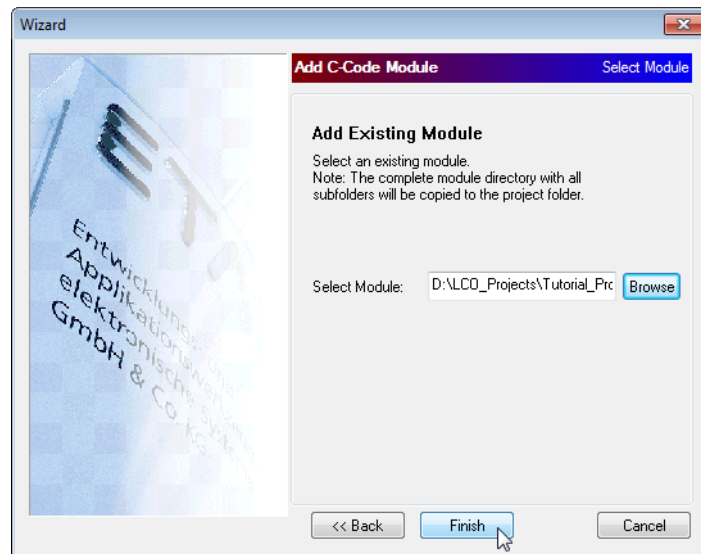 Wizard
Add C-Code Module
Select Module
ETA
Entwicklungs- und
Applikationswerkzeuge
elektronische Systeme
GmbH & Co. KG
Add Existing Module
Select an existing module.
Note: The complete module directory with all
subfolders will be copied to the project folder.
Select Module:
D:\LCO_Projects\Tutorial_Prc
Browse
<< Back
Finish
Cancel